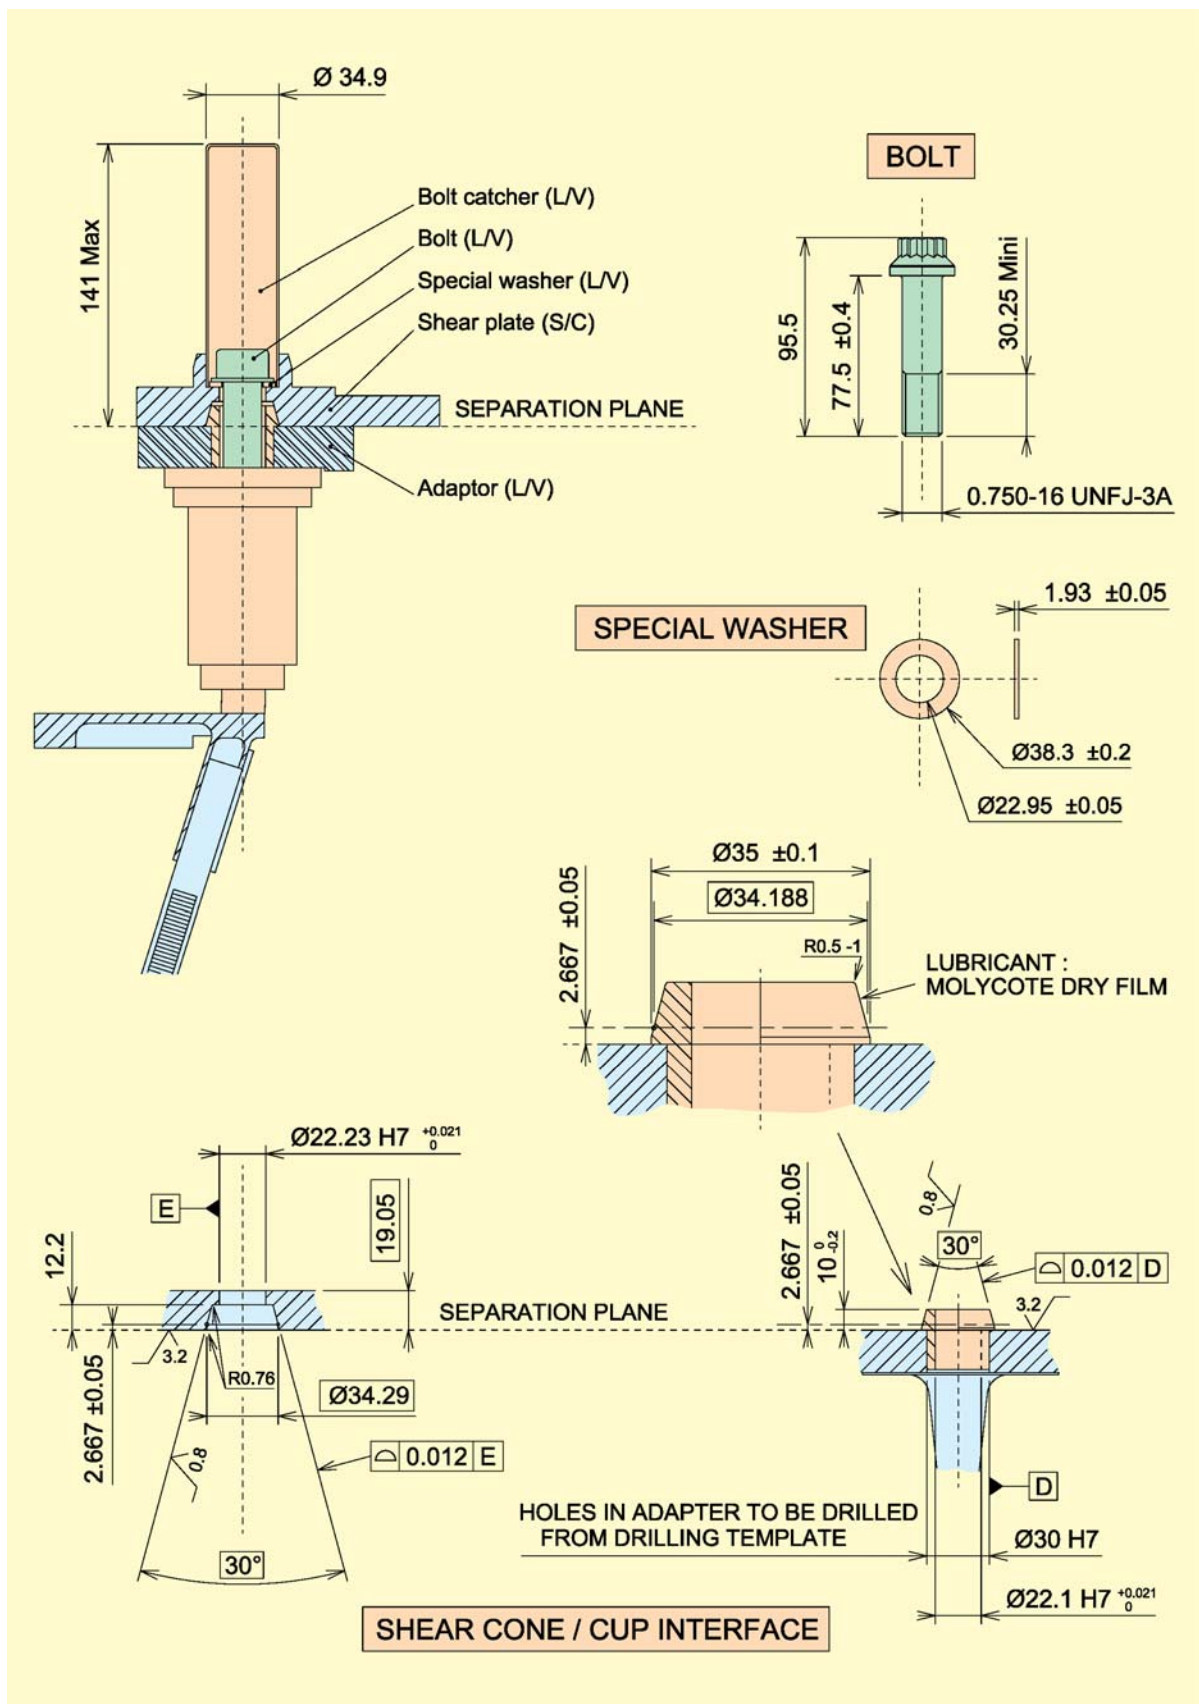 Ø 34.9
141 Max
Bolt catcher (L/V)
Bolt (L/V)
Special washer (L/V)
Shear plate (S/C)
SEPARATION PLANE
Adaptor (L/V)
BOLT
95.5
77.5 ±0.4
30.25 Mini
0.750-16 UNFJ-3A
SPECIAL WASHER
1.93 ±0.05
Ø38.3 ±0.2
Ø22.95 ±0.05
Ø35 ±0.1
Ø34.188
2.667 ±0.05
R0.5 -1
LUBRICANT :
MOLYCOTE DRY FILM
Ø22.23 H7 +0.021 0
E
19.05
12.2
2.667 ±0.05
3.2
R0.76
Ø34.29
0.8
0.012 E
30°
SEPARATION PLANE
2.667 ±0.05
10 0 -0.2
0.8
30°
0.012 D
3.2
D
HOLES IN ADAPTER TO BE DRILLED
FROM DRILLING TEMPLATE
Ø30 H7
Ø22.1 H7 +0.021 0
SHEAR CONE / CUP INTERFACE